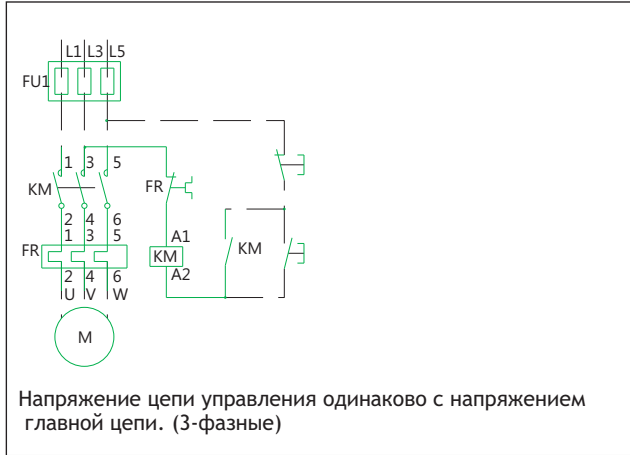 L1 L3 L5
FU1
1 3 5
KM FR
2 4 6
1 3 5 A1
FR KM KM
2 4 6 A2
U V W
M
Напряжение цепи управления одинаково с напряжением
главной цепи. (3-фазные)